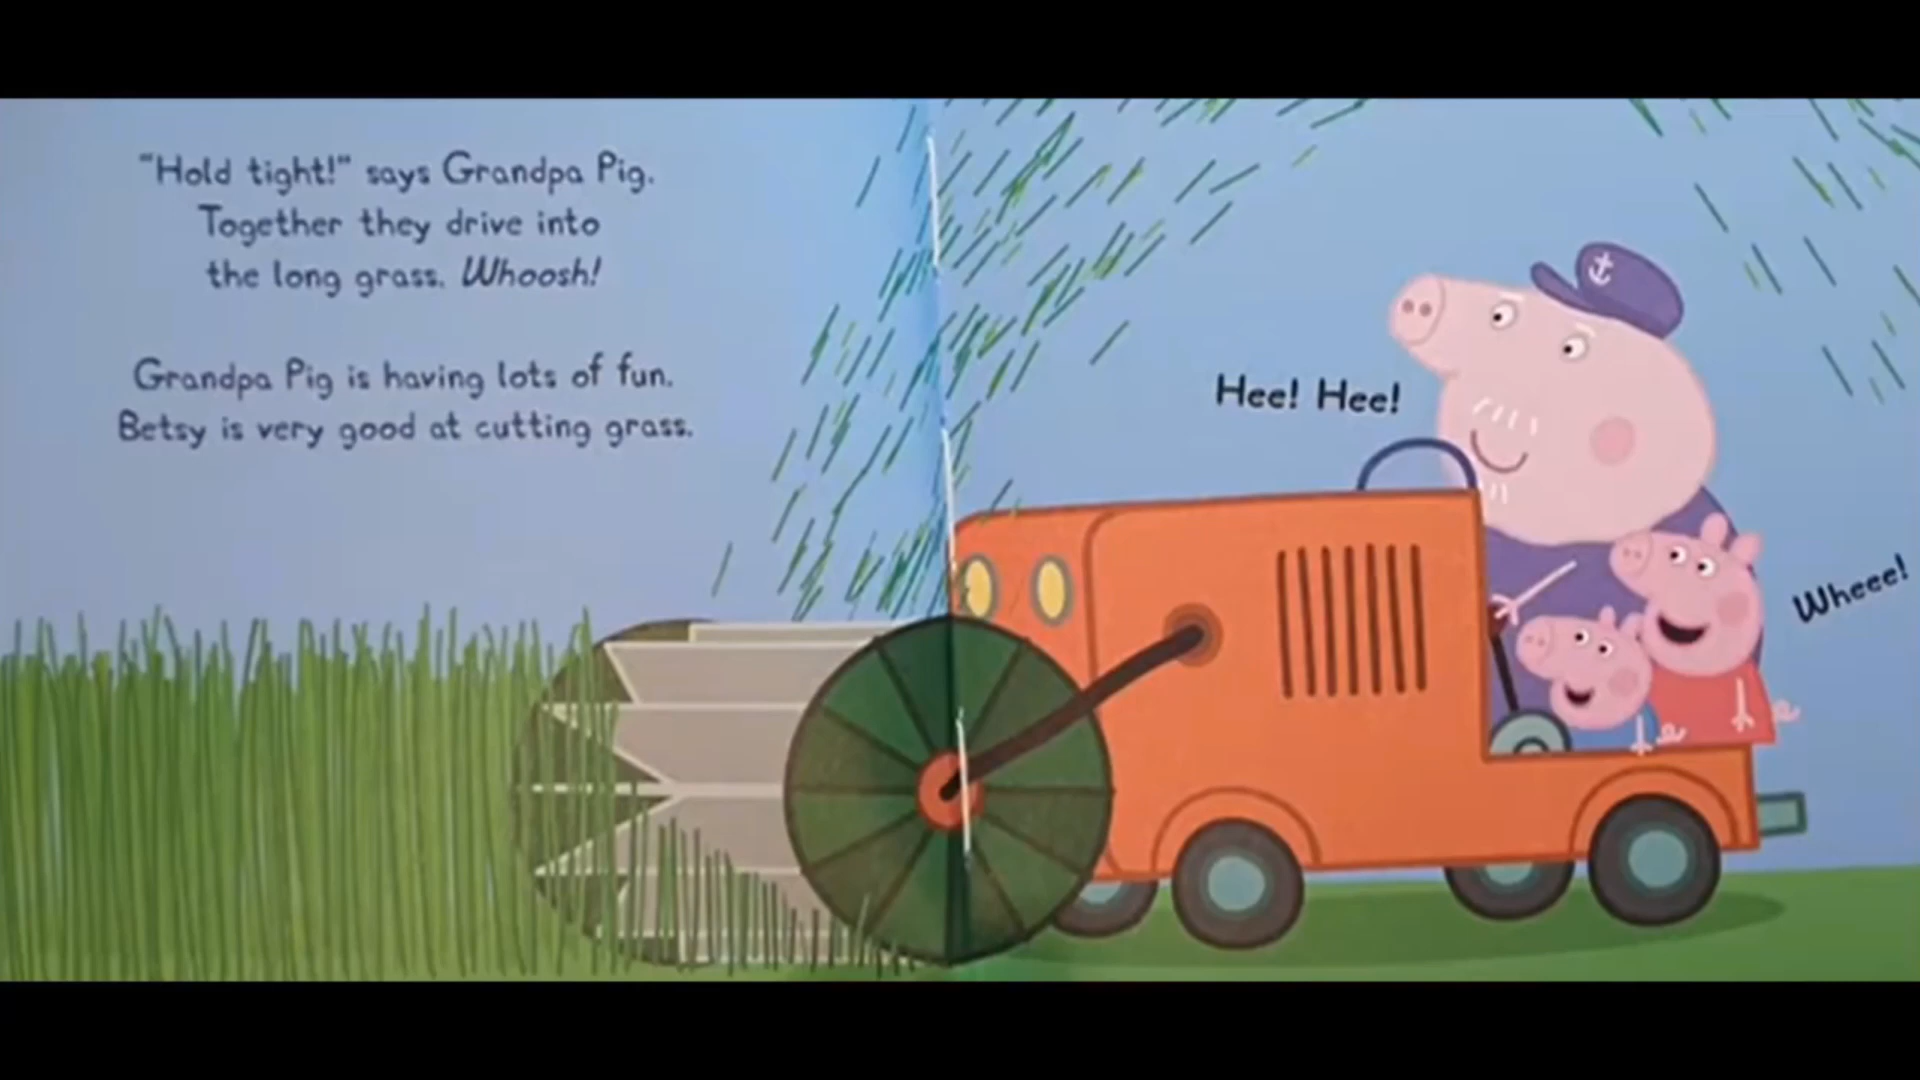 "Hold tight!" says Grandpa Pig.
Together they drive into
the long grass. Whoosh!
Grandpa Pig is having lots of fun.
Betsy is very good at cutting grass.
Hee! Hee!
Wheee!